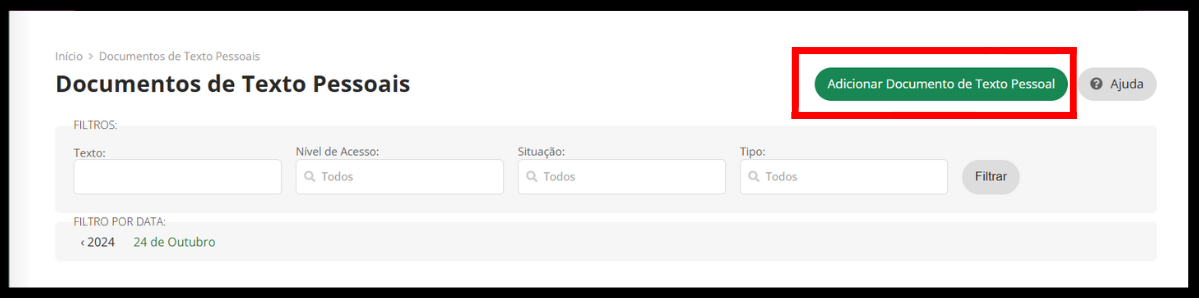 Início > Documentos de Texto Pessoais
Documentos de Texto Pessoais
Adicionar Documento de Texto Pessoal
Ajuda
FILTROS:
Texto:
Nível de Acesso:
Situação:
Tipo:
Todos
Todos
Todos
Filtrar
FILTRO POR DATA:
‹ 2024 24 de Outubro